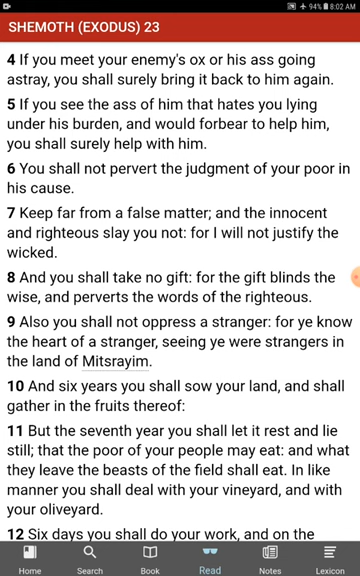 94% 8:02 AM
SHEMOTH (EXODUS) 23
4 If you meet your enemy's ox or his ass going
astray, you shall surely bring it back to him again.
5 If you see the ass of him that hates you lying
under his burden, and would forbear to help him,
you shall surely help with him.
6 You shall not pervert the judgment of your poor in
his cause.
7 Keep far from a false matter; and the innocent
and righteous slay you not: for I will not justify the
wicked.
8 And you shall take no gift: for the gift blinds the
wise, and perverts the words of the righteous.
9 Also you shall not oppress a stranger: for ye know
the heart of a stranger, seeing ye were strangers in
the land of Mitsrayim.
10 And six years you shall sow your land, and shall
gather in the fruits thereof:
11 But the seventh year you shall let it rest and lie
still; that the poor of your people may eat: and what
they leave the beasts of the field shall eat. In like
manner you shall deal with your vineyard, and with
your oliveyard.
12 Six days you shall do your work, and on the
Home Search Book Read Notes Lexicon